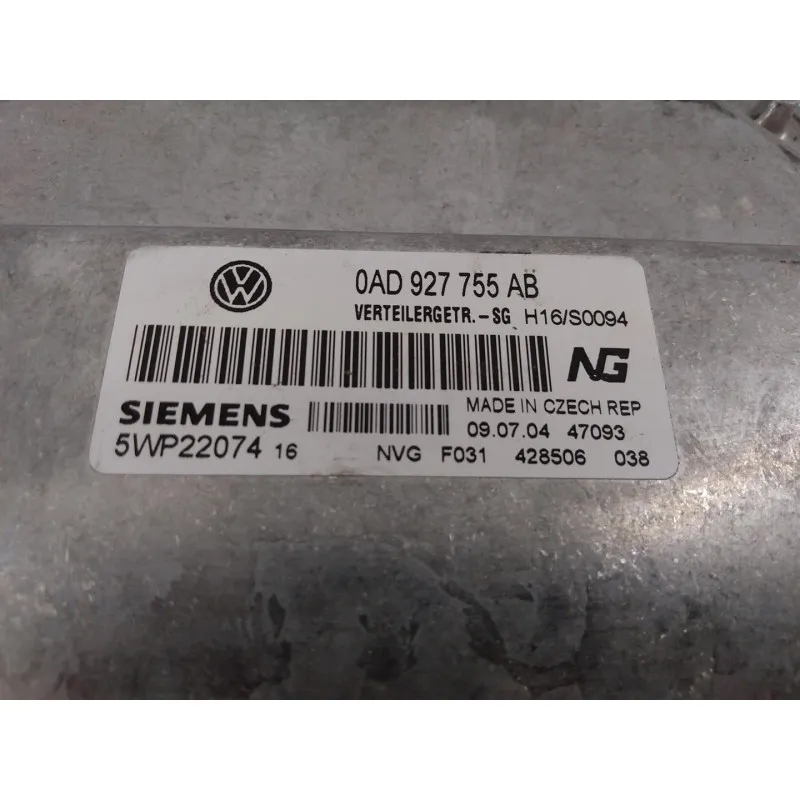 0AD 927 755 AB
VERTEILERGETR.-SG H16/S0094
NG
SIEMENS MADE IN CZECH REP
09.07.04 47093
5WP22074 16 NVG F031 428506 038